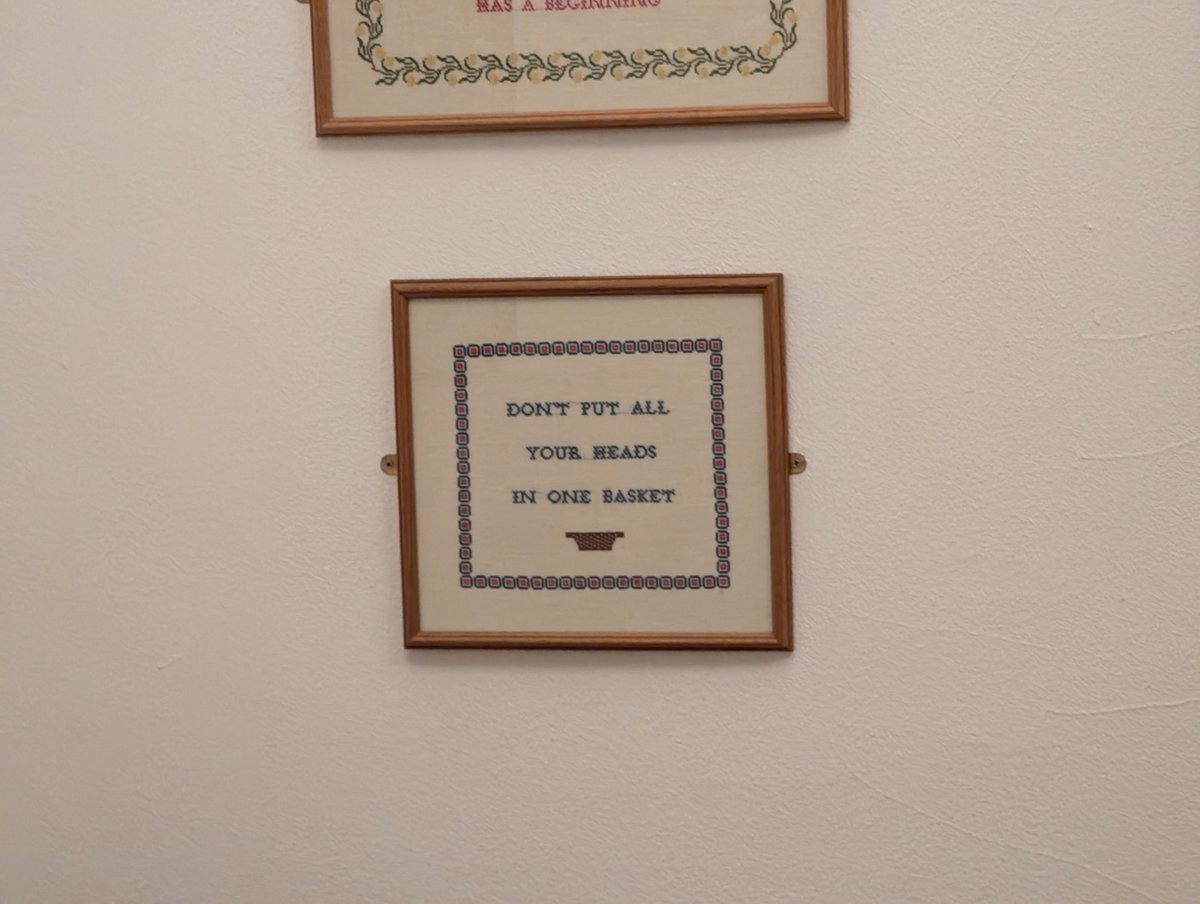 HAS A BEGINNING
DON'T PUT ALL
YOUR HEADS
IN ONE BASKET